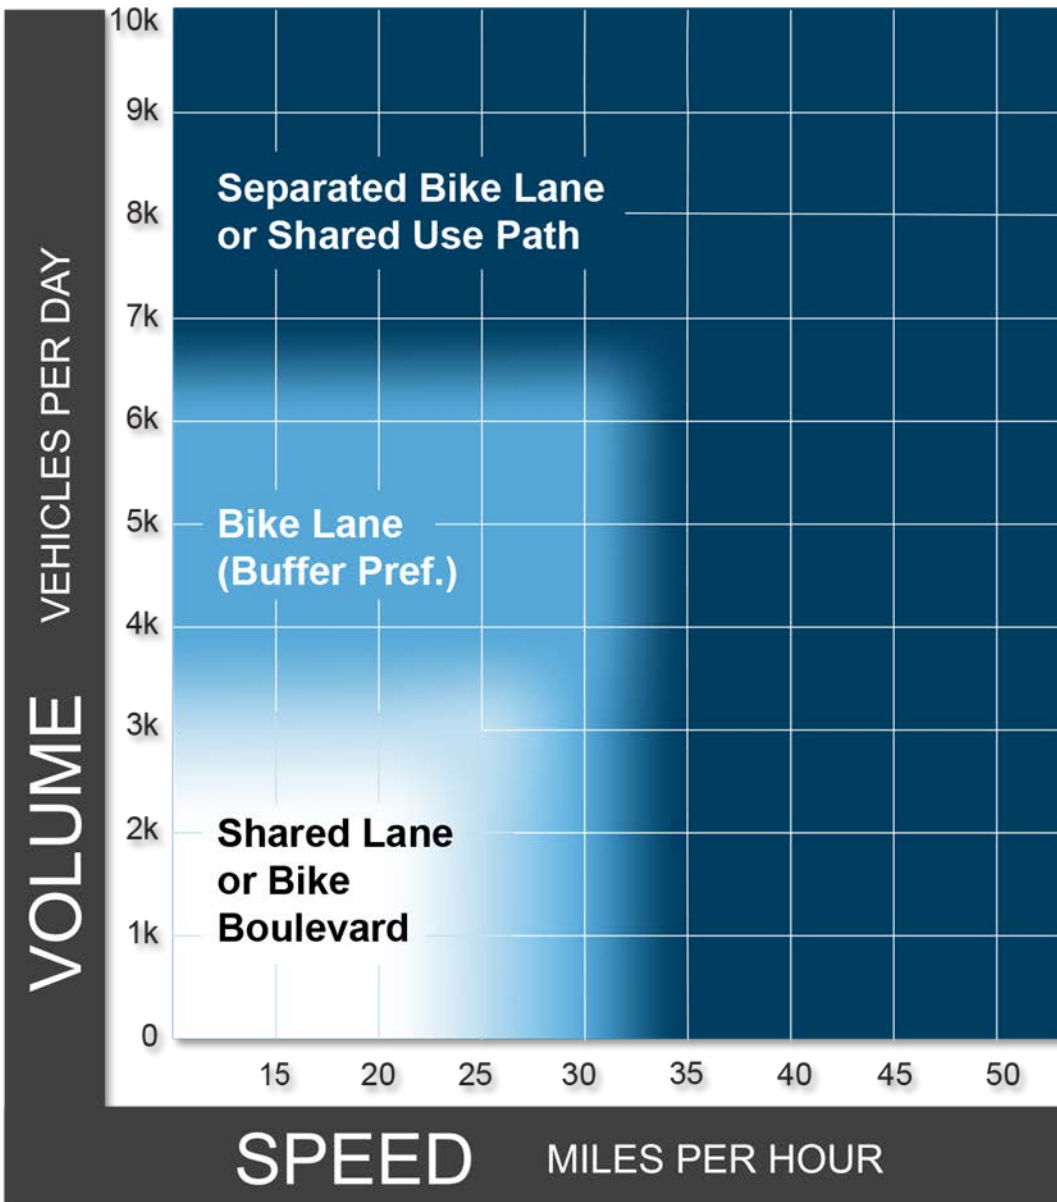 10k
9k
8k
7k
6k
5k
4k
3k
2k
1k
0
VOLUME VEHICLES PER DAY
Separated Bike Lane
or Shared Use Path
Bike Lane
(Buffer Pref.)
Shared Lane
or Bike
Boulevard
15 20 25 30 35 40 45 50
SPEED MILES PER HOUR